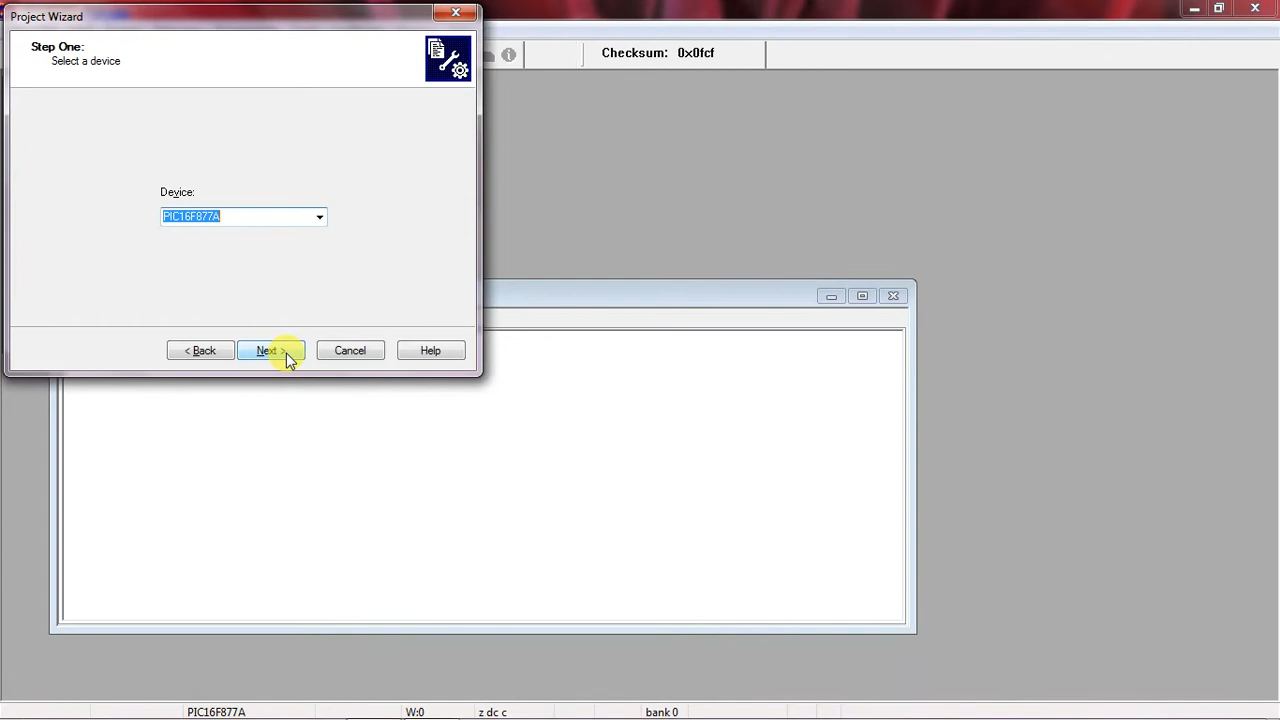 Project Wizard
Step One:
Select a device
Checksum: 0x0fcf
Device:
PIC16F877A
< Back
Next >
Cancel
Help
PIC16F877A
W:0
z dc c
bank 0